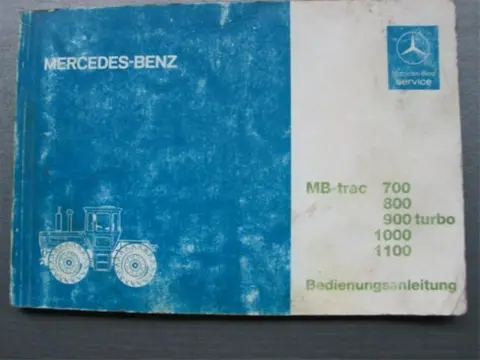 MERCEDES-BENZ
Mercedes-Benz
service
MB-trac 700
800
900 turbo
1000
1100
Bedienungsanleitung